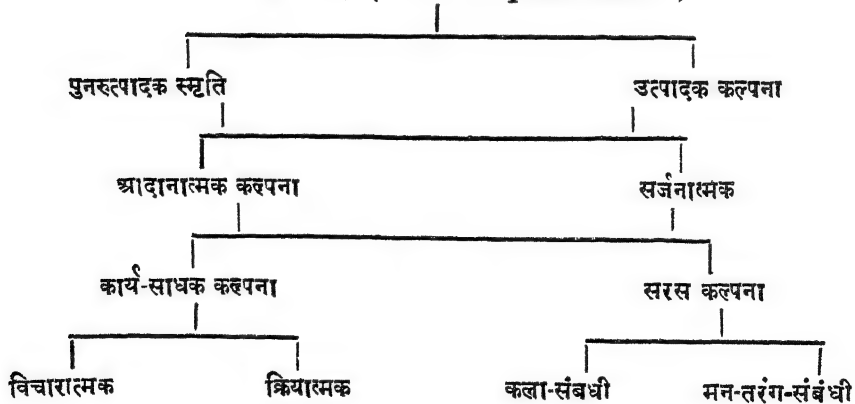 पुनरुत्पादक स्मृति उत्पादक कल्पना
आदानात्मक कल्पना सर्जनात्मक
कार्य-साधक कल्पना सरस कल्पना
विचारात्मक क्रियात्मक कला-संबधी मन-तरंग-संबंधी